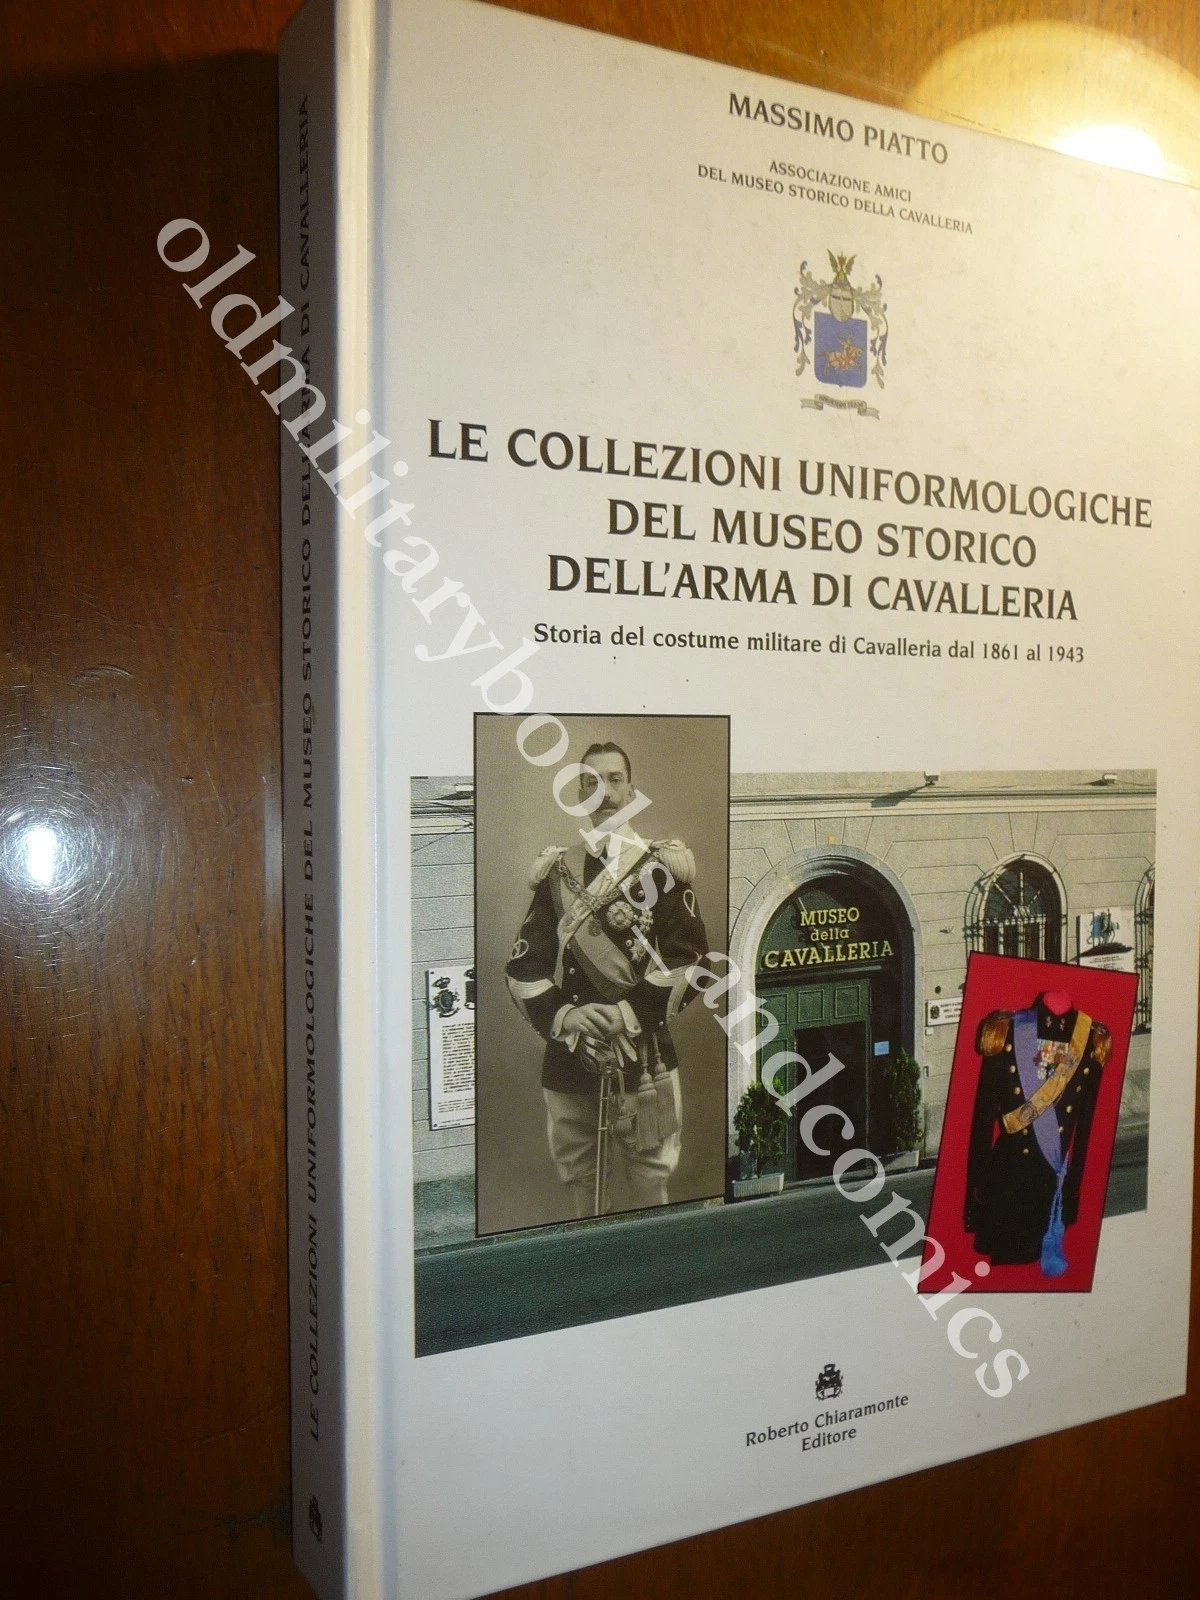 MASSIMO PIATTO
ASSOCIAZIONE AMICI
DEL MUSEO STORICO DELLA CAVALLERIA
LE COLLEZIONI UNIFORMOLOGICHE
DEL MUSEO STORICO
DELL'ARMA DI CAVALLERIA
Storia del costume militare di Cavalleria dal 1861 al 1943
MUSEO
della
CAVALLERIA
Roberto Chiaramonte
Editore
LE COLLEZIONI UNIFORMOLOGICHE DEL MUSEO STORICO DELL'ARMA DI CAVALLERIA
oldmilitarybooks_andcomics